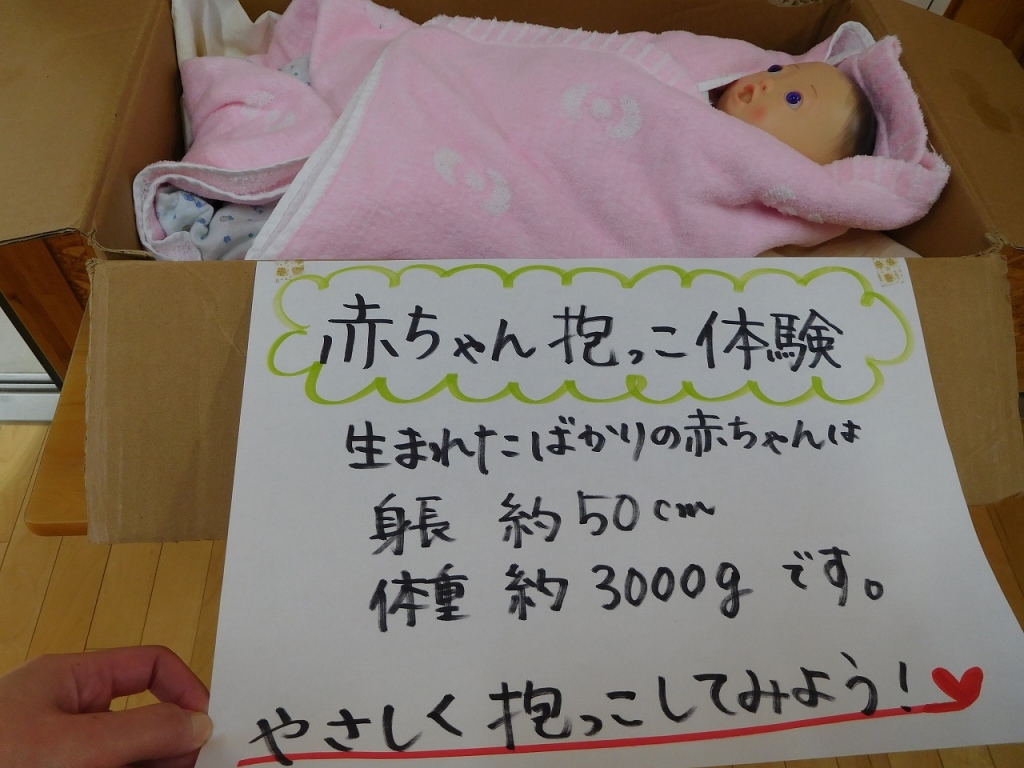 赤ちゃん抱っこ体験
生まれたばかりの赤ちゃんは
身長 約50cm
体重 約3000gです。
やさしく抱っこしてみよう!